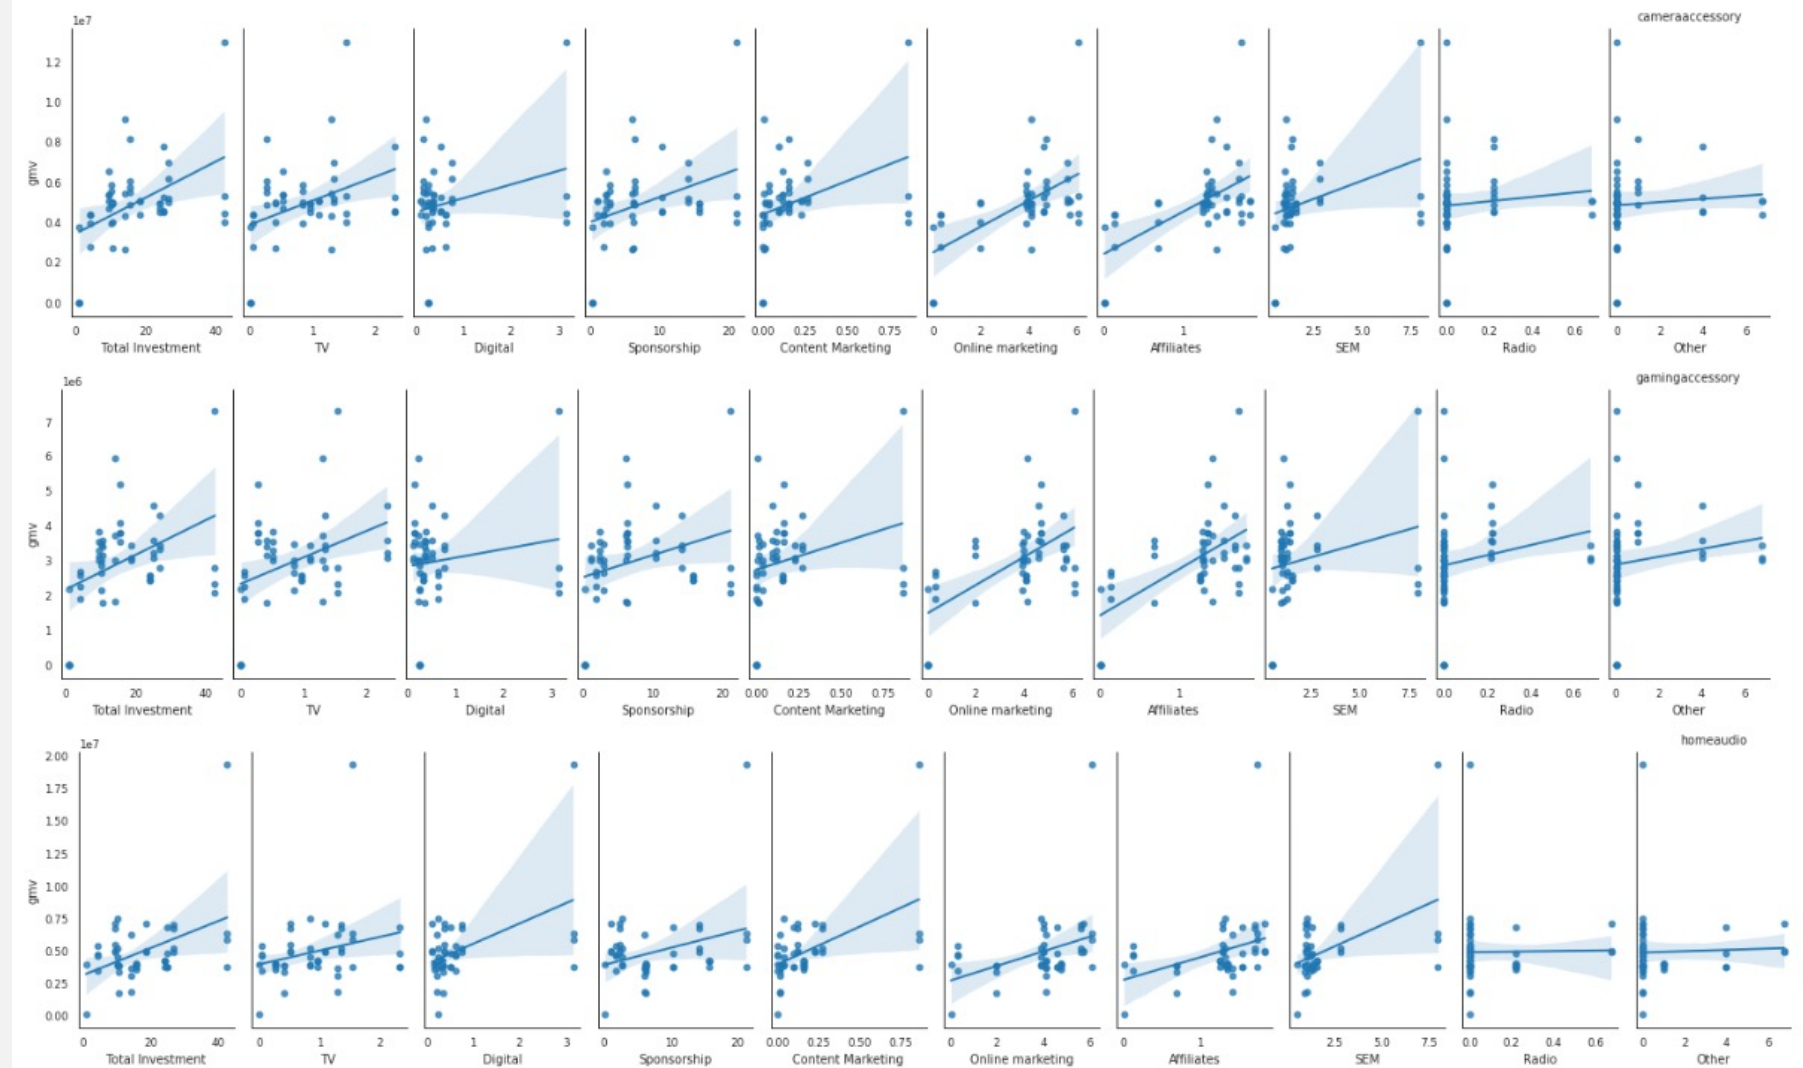 1e7
cameraaccessory
1.2
1.0
0.8
0.6
0.4
0.2
0.0
gmv
0 20 40 0 1 2 0 1 2 3 0 10 20 0.00 0.25 0.50 0.75 0 2 4 6 0 1 2.5 5.0 7.5 0.0 0.2 0.4 0.6 0 2 4 6
Total Investment TV Digital Sponsorship Content Marketing Online marketing Affiliates SEM Radio Other
1e6
gamingaccessory
7
6
5
4
3
2
1
0
gmv
0 20 40 0 1 2 0 1 2 3 0 10 20 0.00 0.25 0.50 0.75 0 2 4 6 0 1 2.5 5.0 7.5 0.0 0.2 0.4 0.6 0 2 4 6
Total Investment TV Digital Sponsorship Content Marketing Online marketing Affiliates SEM Radio Other
1e7
homeaudio
2.00
1.75
1.50
1.25
1.00
0.75
0.50
0.25
0.00
gmv
0 20 40 0 1 2 0 1 2 3 0 10 20 0.00 0.25 0.50 0.75 0 2 4 6 0 1 2.5 5.0 7.5 0.0 0.2 0.4 0.6 0 2 4 6
Total Investment TV Digital Sponsorship Content Marketing Online marketing Affiliates SEM Radio Other